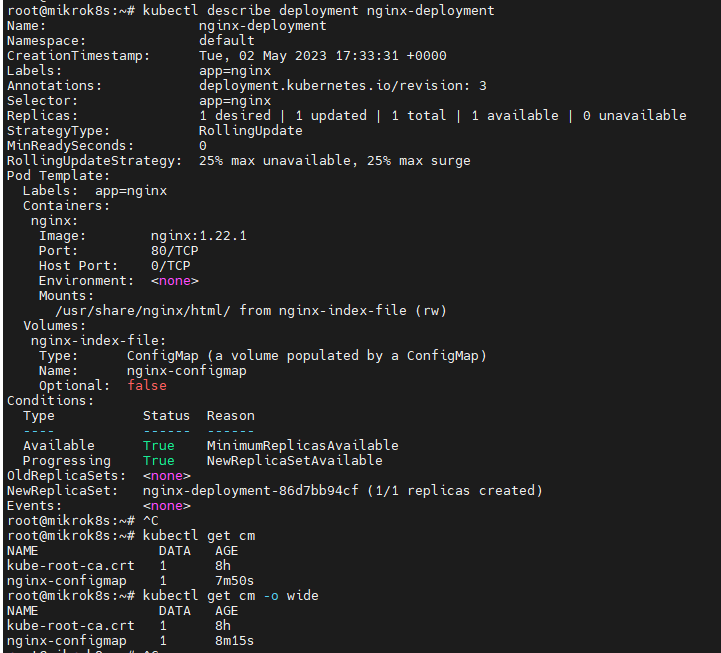 root@mikrok8s:~# kubectl describe deployment nginx-deployment
Name:                   nginx-deployment
Namespace:              default
CreationTimestamp:      Tue, 02 May 2023 17:33:31 +0000
Labels:                 app=nginx
Annotations:            deployment.kubernetes.io/revision: 3
Selector:               app=nginx
Replicas:               1 desired | 1 updated | 1 total | 1 available | 0 unavailable
StrategyType:           RollingUpdate
MinReadySeconds:        0
RollingUpdateStrategy:  25% max unavailable, 25% max surge
Pod Template:
  Labels:  app=nginx
  Containers:
   nginx:
    Image:        nginx:1.22.1
    Port:         80/TCP
    Host Port:    0/TCP
    Environment:  <none>
    Mounts:
      /usr/share/nginx/html/ from nginx-index-file (rw)
  Volumes:
   nginx-index-file:
    Type:      ConfigMap (a volume populated by a ConfigMap)
    Name:      nginx-configmap
    Optional:  false
Conditions:
  Type           Status  Reason
  ----           ------  ------
  Available      True    MinimumReplicasAvailable
  Progressing    True    NewReplicaSetAvailable
OldReplicaSets:  <none>
NewReplicaSet:   nginx-deployment-86d7bb94cf (1/1 replicas created)
Events:          <none>
root@mikrok8s:~# ^C
root@mikrok8s:~# kubectl get cm
NAME               DATA   AGE
kube-root-ca.crt   1      8h
nginx-configmap    1      7m50s
root@mikrok8s:~# kubectl get cm -o wide
NAME               DATA   AGE
kube-root-ca.crt   1      8h
nginx-configmap    1      8m15s